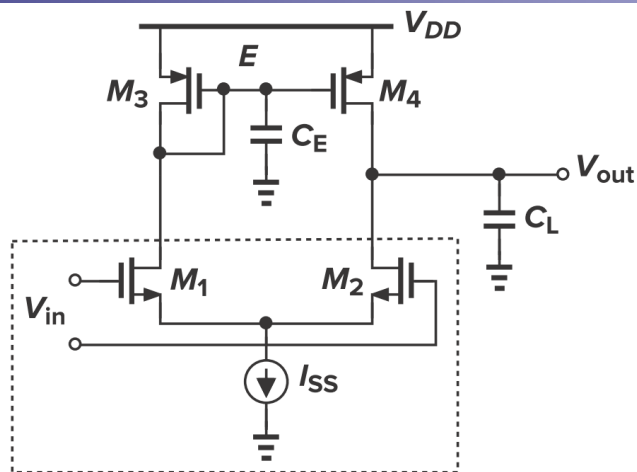 V_DD
E
M_3
M_4
C_E
V_out
C_L
M_1
M_2
V_in
I_SS